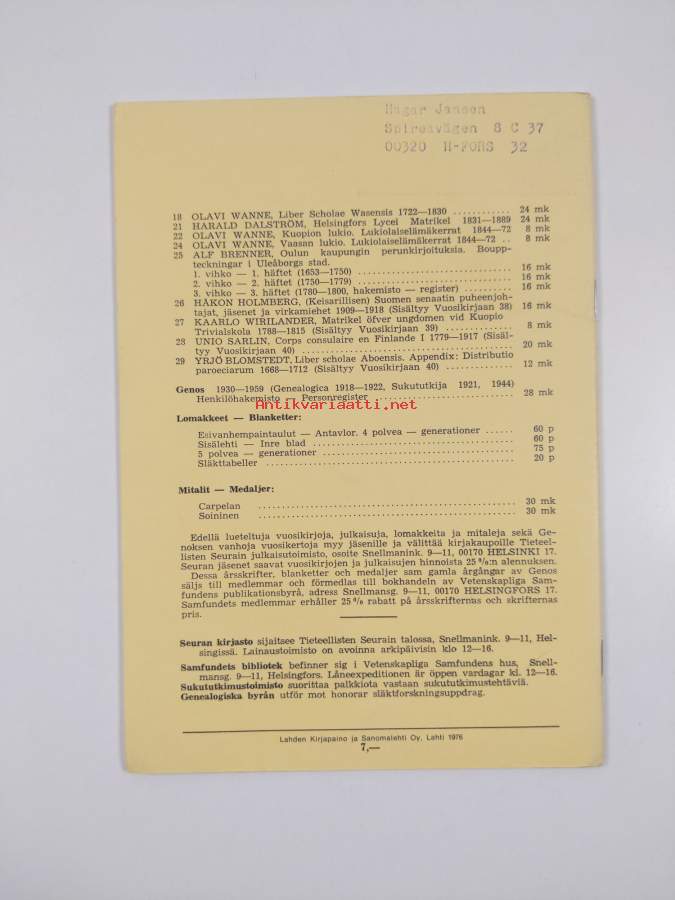 Hagar Janson
Spireavägen 8 C 37
00320 H-FORS 32
18 OLAVI WANNE, Liber Scholae Wasensis 1722—1830 ............ 24 mk
21 HARALD DALSTRÖM, Helsingfors Lycei Matrikel 1831—1889 24 mk
22 OLAVI WANNE, Kuopion lukio. Lukiolaiselämäkerrat 1844—72 8 mk
24 OLAVI WANNE, Vaasan lukio. Lukiolaiselämäkerrat 1844—72 .. 8 mk
25 ALF BRENNER, Oulun kaupungin perunkirjoituksia. Boupp-
teckningar i Uleåborgs stad.
1. vihko — 1. häftet (1653—1750) ................................ 16 mk
2. vihko — 2. häftet (1750—1779) ................................ 16 mk
3. vihko — 3. häftet (1780—1800, hakemisto — register) .......... 16 mk
26 HÅKON HOLMBERG, (Keisarillisen) Suomen senaatin puheenjoh-
tajat, jäsenet ja virkamiehet 1909—1918 (Sisältyy Vuosikirjaan 38) 16 mk
27 KAARLO WIRILANDER, Matrikel öfver ungdomen vid Kuopio
Trivialskola 1788—1815 (Sisältyy Vuosikirjaan 39) .............. 8 mk
28 UNIO SARLIN, Corps consulaire en Finlande I 1779—1917 (Sisäl-
tyy Vuosikirjaan 40) ............................................ 20 mk
29 YRJÖ BLOMSTEDT, Liber scholae Aboensis. Appendix: Distributio
paroeciarum 1668—1712 (Sisältyy Vuosikirjaan 40) .............. 12 mk
Genos 1930—1959 (Genealogica 1918—1922, Sukututkija 1921, 1944)
Henkilöhakemisto — Personregister .............................. 28 mk
Antikvariaatti.net
Lomakkeet — Blanketter:
Esivanhempaintaulut — Antavlor. 4 polvea — generationer ...... 60 p
Sisälehti — Inre blad .......................................... 60 p
5 polvea — generationer ........................................ 75 p
Släkttabeller .................................................. 20 p
Mitalit — Medaljer:
Carpelan ...................................................... 30 mk
Soininen ...................................................... 30 mk
Edellä lueteltuja vuosikirjoja, julkaisuja, lomakkeita ja mitaleja sekä Ge-
noksen vanhoja vuosikertoja myy jäsenille ja välittää kirjakaupoille Tieteel-
listen Seurain julkaisutoimisto, osoite Snellmanink. 9—11, 00170 HELSINKI 17.
Seuran jäsenet saavat vuosikirjojen ja julkaisujen hinnoista 25 %:n alennuksen.
Dessa årsskrifter, blanketter och medaljer sam gamla årgångar av Genos
säljs till medlemmar och förmedlas till bokhandeln av Vetenskapliga Sam-
fundens publikationsbyrå, adress Snellmansg. 9—11, 00170 HELSINGFORS 17.
Samfundets medlemmar erhåller 25 % rabatt på årsskrifternas och skrifternas
pris.
Seuran kirjasto sijaitsee Tieteellisten Seurain talossa, Snellmanink. 9—11, Hel-
singissä. Lainaustoimisto on avoinna arkipäivisin klo 12—16.
Samfundets bibliotek befinner sig i Vetenskapliga Samfundens hus, Snell-
mansg. 9—11, Helsingfors. Låneexpeditionen är öppen vardagar kl. 12—16.
Sukututkimustoimisto suorittaa palkkiota vastaan sukututkimustehtäviä.
Genealogiska byrån utför mot honorar släktforskningsuppdrag.
Lahden Kirjapaino ja Sanomalehti Oy, Lahti 1976
7,—